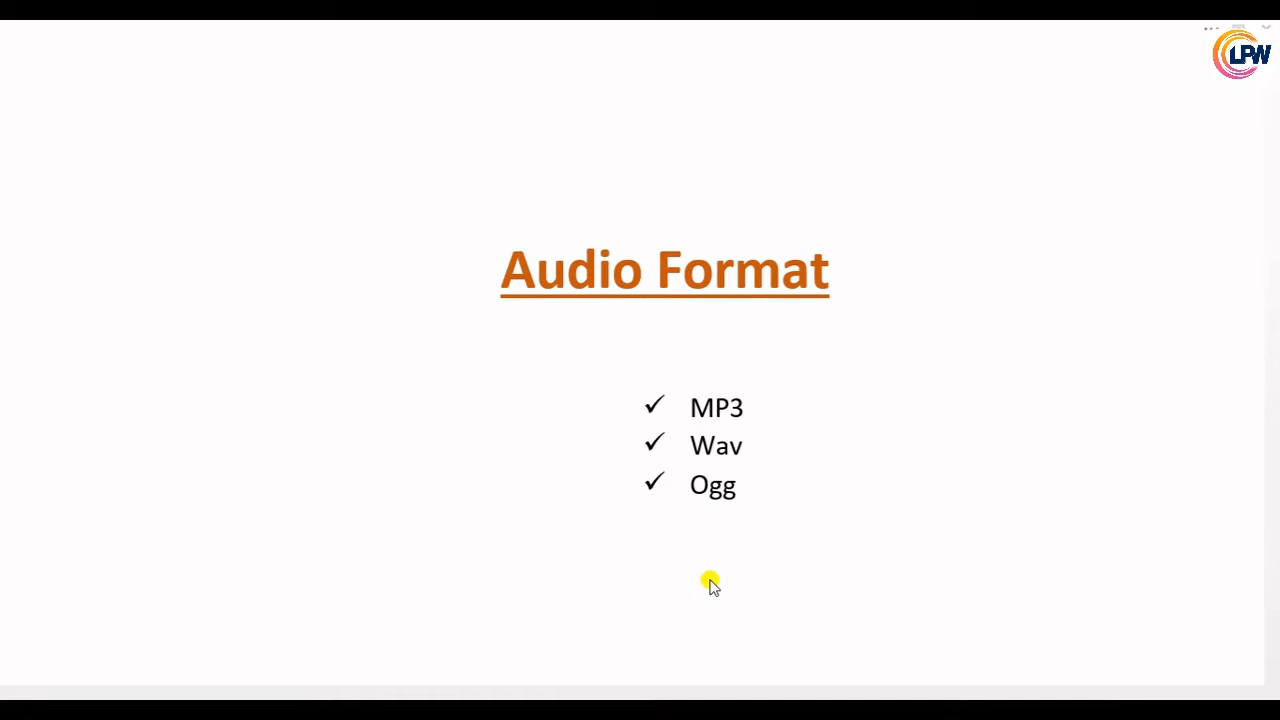 LPW
Audio Format
✓ MP3
✓ Wav
✓ Ogg